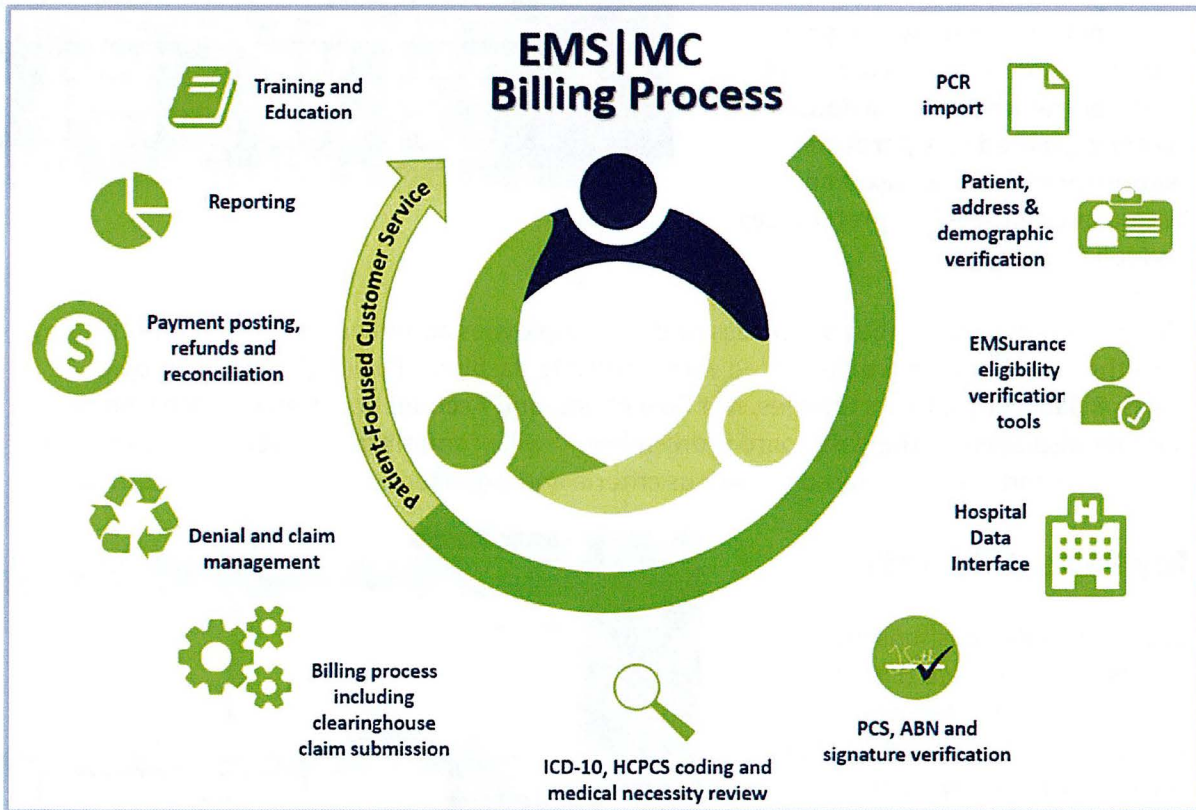 EMS|MC
Billing Process
PCR
import
Patient,
address &
demographic
verification
EMSurance
eligibility
verification
tools
H
Hospital
Data
Interface
PCS, ABN and
signature verification
ICD-10, HCPCS coding and
medical necessity review
Billing process
including
clearinghouse
claim submission
Denial and claim
management
$
Payment posting,
refunds and
reconciliation
Reporting
Training and
Education
Patient-Focused Customer Service